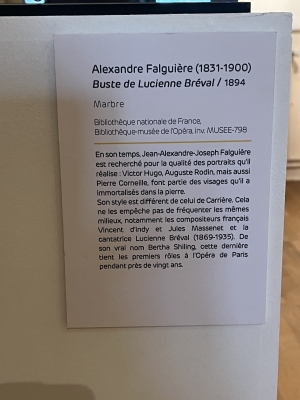 Alexandre Falguière (1831-1900)
Buste de Lucienne Bréval / 1894
Marbre
Bibliothèque nationale de France,
Bibliothèque-musée de l'Opéra, inv. MUSEE-798
En son temps, Jean-Alexandre-Joseph Falguière
est recherché pour la qualité des portraits qu'il
réalise : Victor Hugo, Auguste Rodin, mais aussi
Pierre Corneille, font partie des visages qu'il a
immortalisés dans la pierre.
Son style est différent de celui de Carrière. Cela
ne les empêche pas de fréquenter les mêmes
milieux, notamment les compositeurs français
Vincent d'Indy et Jules Massenet et la
cantatrice Lucienne Bréval (1869-1935). De
son vrai nom Bertha Shiling, cette dernière
tient les premiers rôles à l'Opéra de Paris
pendant près de vingt ans.